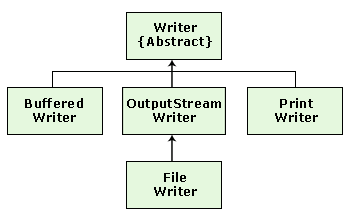 Writer
{Abstract}
Buffered
Writer
OutputStream
Writer
Print
Writer
File
Writer